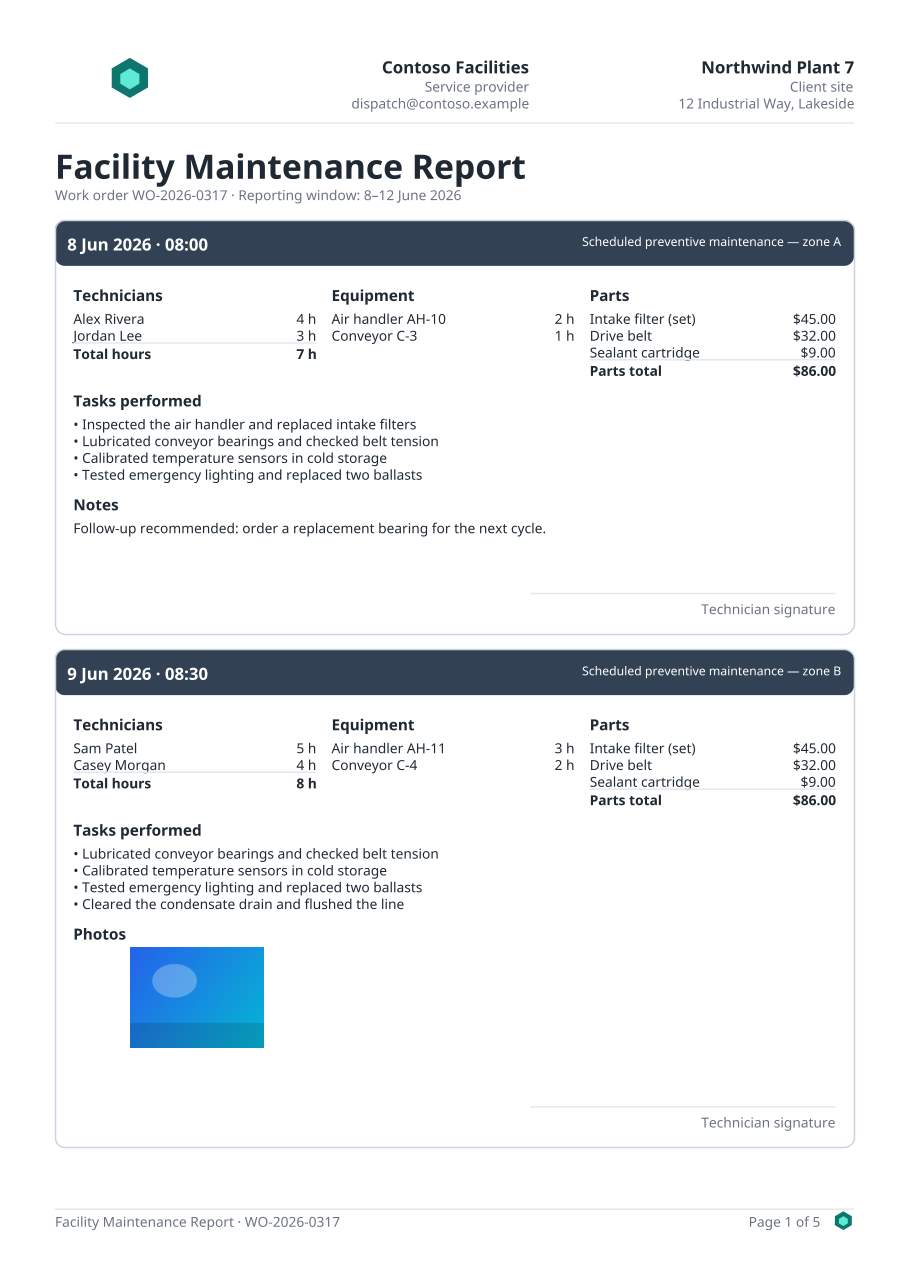 Contoso Facilities
Service provider
dispatch@contoso.example
Northwind Plant 7
Client site
12 Industrial Way, Lakeside
Facility Maintenance Report
Work order WO-2026-0317 · Reporting window: 8–12 June 2026
8 Jun 2026 · 08:00 Scheduled preventive maintenance — zone A
Technicians
Alex Rivera 4 h
Jordan Lee 3 h
Total hours 7 h
Equipment
Air handler AH-10 2 h
Conveyor C-3 1 h
Parts
Intake filter (set) $45.00
Drive belt $32.00
Sealant cartridge $9.00
Parts total $86.00
Tasks performed
• Inspected the air handler and replaced intake filters
• Lubricated conveyor bearings and checked belt tension
• Calibrated temperature sensors in cold storage
• Tested emergency lighting and replaced two ballasts
Notes
Follow-up recommended: order a replacement bearing for the next cycle.
Technician signature
9 Jun 2026 · 08:30 Scheduled preventive maintenance — zone B
Technicians
Sam Patel 5 h
Casey Morgan 4 h
Total hours 8 h
Equipment
Air handler AH-11 3 h
Conveyor C-4 2 h
Parts
Intake filter (set) $45.00
Drive belt $32.00
Sealant cartridge $9.00
Parts total $86.00
Tasks performed
• Lubricated conveyor bearings and checked belt tension
• Calibrated temperature sensors in cold storage
• Tested emergency lighting and replaced two ballasts
• Cleared the condensate drain and flushed the line
Photos
Technician signature
Facility Maintenance Report · WO-2026-0317 Page 1 of 5